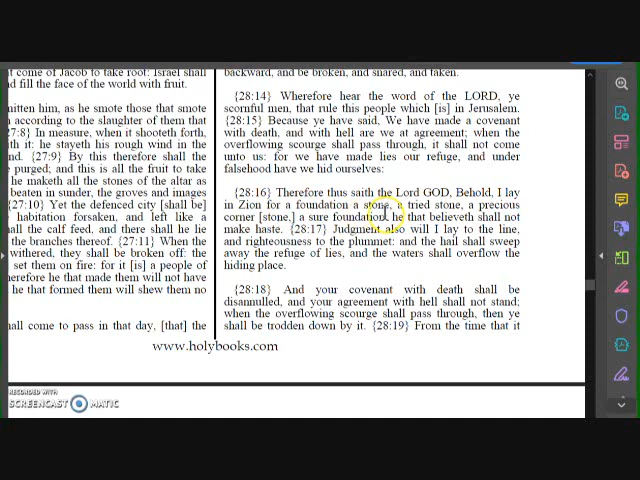 t come of Jacob to take root: Israel shall
d fill the face of the world with fruit.
mitten him, as he smote those that smote
according to the slaughter of them that
27:8} In measure, when it shooteth forth,
ith it: he stayeth his rough wind in the
nd. {27:9} By this therefore shall the
purged; and this is all the fruit to take
he maketh all the stones of the altar as
beaten in sunder, the groves and images
{27:10} Yet the defenced city [shall be]
habitation forsaken, and left like a
all the calf feed, and there shall he lie
the branches thereof. {27:11} When the
withered, they shall be broken off: the
set them on fire: for it [is] a people of
herefore he that made them will not have
he that formed them will shew them no
hall come to pass in that day, [that] the
backward, and be broken, and snared, and taken.
{28:14} Wherefore hear the word of the LORD, ye
scornful men, that rule this people which [is] in Jerusalem.
{28:15} Because ye have said, We have made a covenant
with death, and with hell are we at agreement; when the
overflowing scourge shall pass through, it shall not come
unto us: for we have made lies our refuge, and under
falsehood have we hid ourselves:
{28:16} Therefore thus saith the Lord GOD, Behold, I lay
in Zion for a foundation a stone, a tried stone, a precious
corner [stone,] a sure foundation: he that believeth shall not
make haste. {28:17} Judgment also will I lay to the line,
and righteousness to the plummet: and the hail shall sweep
away the refuge of lies, and the waters shall overflow the
hiding place.
{28:18} And your covenant with death shall be
disannulled, and your agreement with hell shall not stand;
when the overflowing scourge shall pass through, then ye
shall be trodden down by it. {28:19} From the time that it
www.holybooks.com
RECORDED WITH
SCREENCAST MATIC